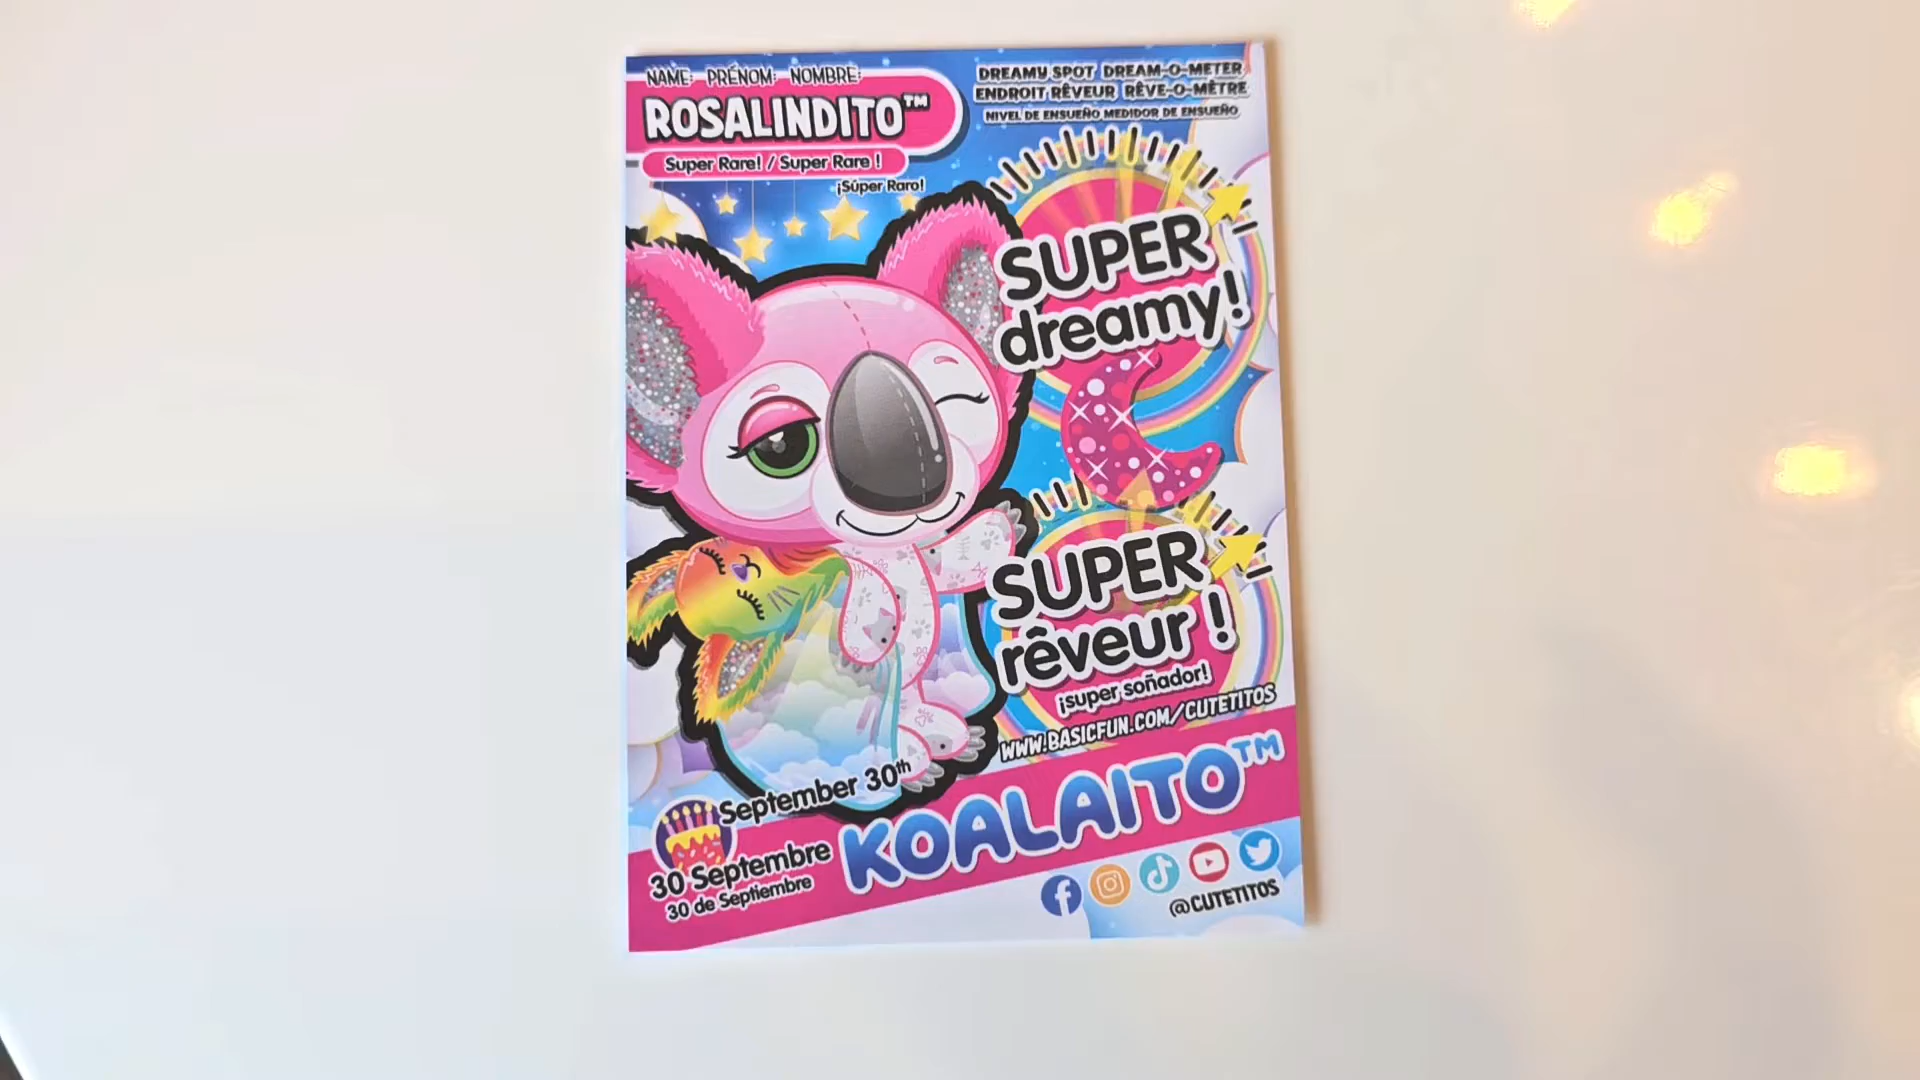 NAME: PRÉNOM: NOMBRE:
ROSALINDITO™
Super Rare! / Super Rare !
¡Súper Raro!
DREAMY SPOT DREAM-O-METER
ENDROIT RÊVEUR RÊVE-O-MÈTRE
NIVEL DE ENSUEÑO MEDIDOR DE ENSUEÑO
SUPER
dreamy!
SUPER
rêveur !
¡super soñador!
WWW.BASICFUN.COM/CUTETITOS
September 30th
30 Septembre
30 de Septiembre
KOALAITO™
@CUTETITOS